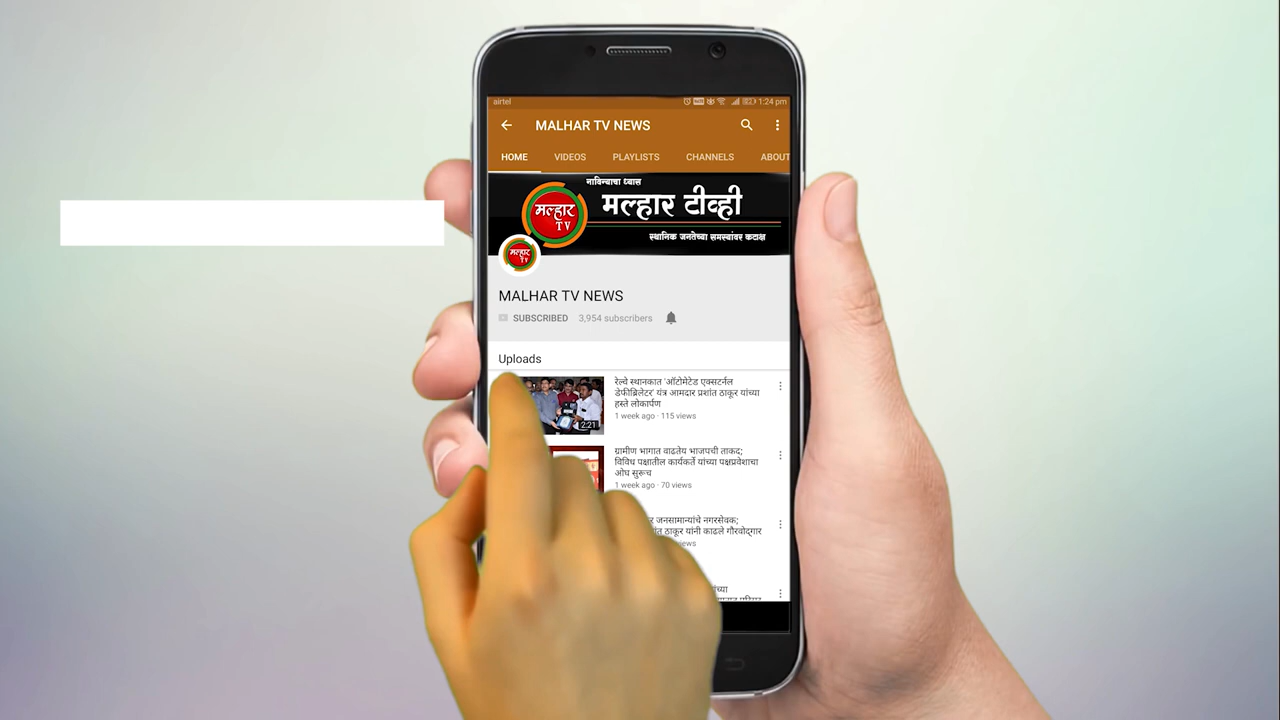 airtel 1:24 pm
MALHAR TV NEWS
HOME VIDEOS PLAYLISTS CHANNELS ABOUT
नाविन्याचा ध्यास
मल्हार TV
मल्हार टीव्ही
स्थानिक जनतेच्या समस्यांवर कटाक्ष
मल्हार TV
MALHAR TV NEWS
SUBSCRIBED 3,954 subscribers
Uploads
रेल्वे स्थानकात 'ऑटोमेटेड एक्सटर्नल
डेफीब्रिलेटर' यंत्र आमदार प्रशांत ठाकूर यांच्या
हस्ते लोकार्पण
1 week ago · 115 views
2:21
ग्रामीण भागात वाढतेय भाजपची ताकद;
विविध पक्षातील कार्यकर्ते यांच्या पक्षप्रवेशाचा
ओघ सुरूच
1 week ago · 70 views
जनसामान्यांचे नगरसेवक;
ठाकूर यांनी काढले गौरवोद्गार
views